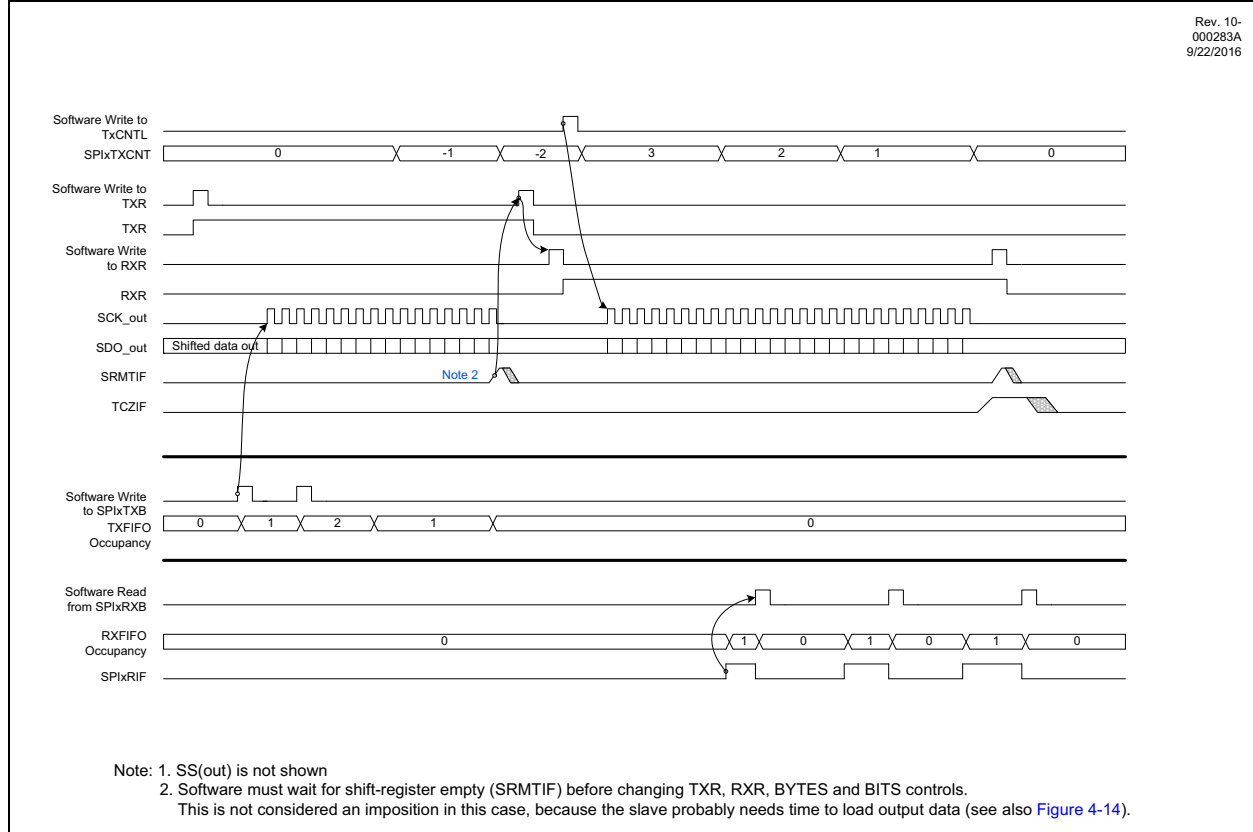 Rev. 10-
000283A
9/22/2016
Software Write to
TxCNTL
SPIxTXCNT
0
-1
-2
3
2
1
0
Software Write to
TXR
TXR
Software Write
to RXR
RXR
SCK_out
SDO_out
Shifted data out
SRMTIF
Note 2
TCZIF
Software Write
to SPIxTXB
TXFIFO
Occupancy
0
1
2
1
0
Software Read
from SPIxRXB
RXFIFO
Occupancy
0
1
0
1
0
1
0
SPIxRIF
Note: 1. SS(out) is not shown
2. Software must wait for shift-register empty (SRMTIF) before changing TXR, RXR, BYTES and BITS controls.
This is not considered an imposition in this case, because the slave probably needs time to load output data (see also Figure 4-14).